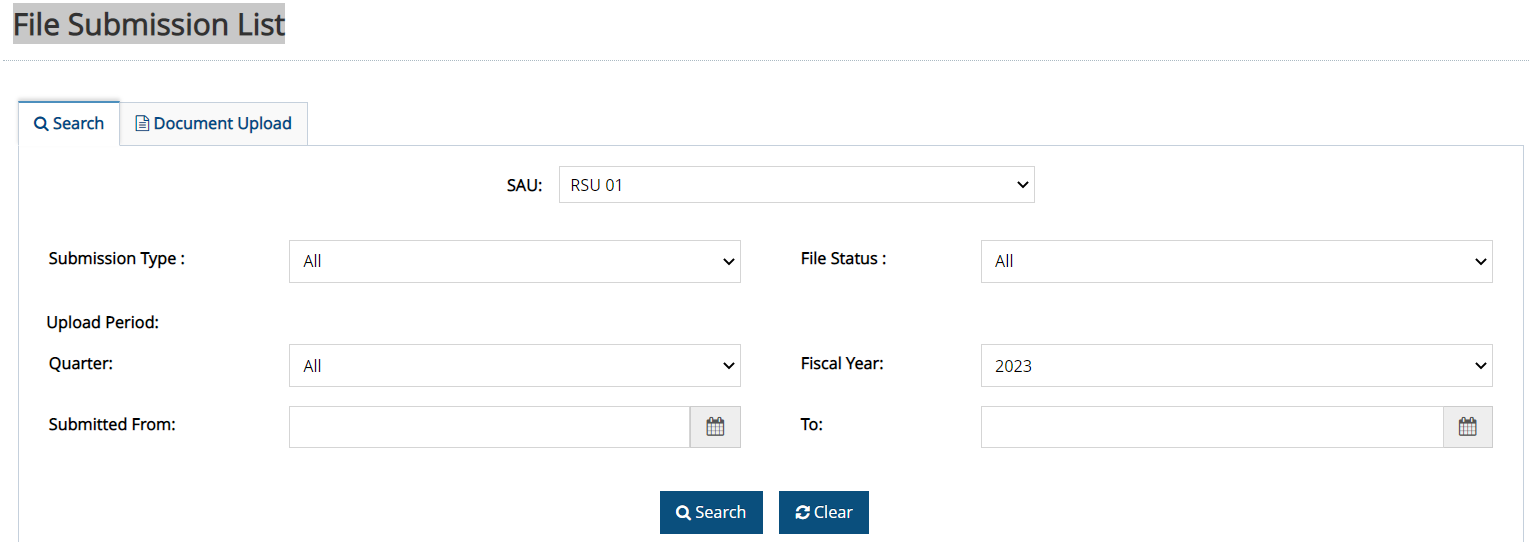 File Submission List
Search
Document Upload
SAU: RSU 01
Submission Type : All File Status : All
Upload Period:
Quarter: All Fiscal Year: 2023
Submitted From: To:
Search Clear